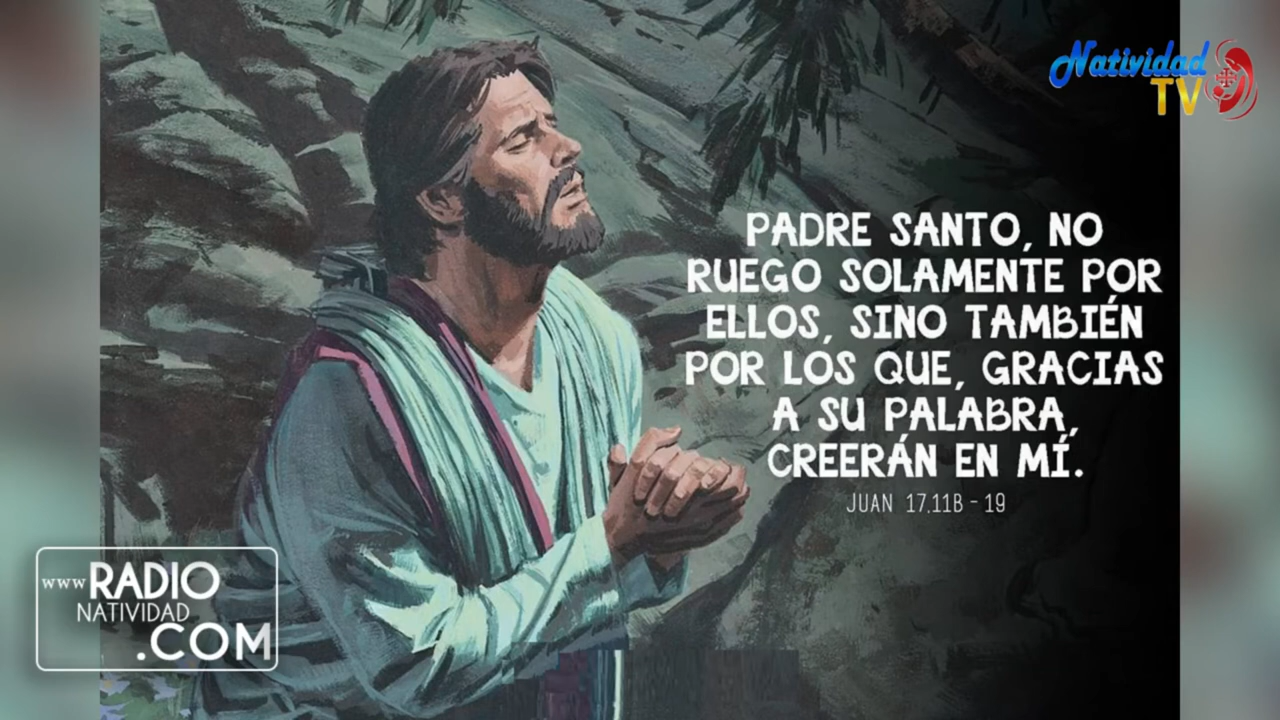 Natividad
TV
PADRE SANTO, NO
RUEGO SOLAMENTE POR
ELLOS, SINO TAMBIÉN
POR LOS QUE, GRACIAS
A SU PALABRA,
CREERÁN EN MÍ.
JUAN 17,11B - 19
www RADIO
NATIVIDAD
.COM